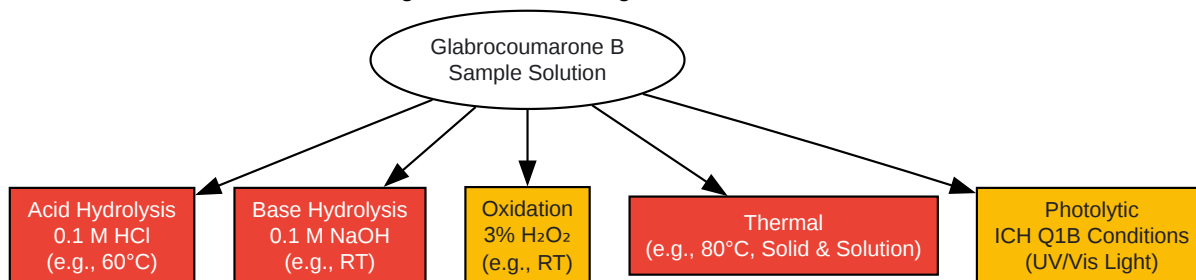 Glabrocoumarone B
Sample Solution
Acid Hydrolysis
0.1 M HCl
(e.g., 60°C)
Base Hydrolysis
0.1 M NaOH
(e.g., RT)
Oxidation
3% H₂O₂
(e.g., RT)
Thermal
(e.g., 80°C, Solid & Solution)
Photolytic
ICH Q1B Conditions
(UV/Vis Light)